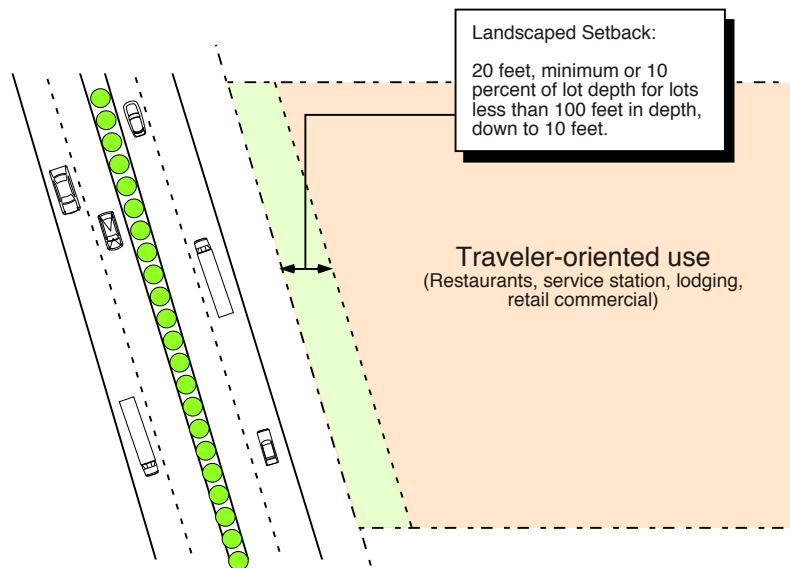 Landscaped Setback:
20 feet, minimum or 10
percent of lot depth for lots
less than 100 feet in depth,
down to 10 feet.
Traveler-oriented use
(Restaurants, service station, lodging,
retail commercial)